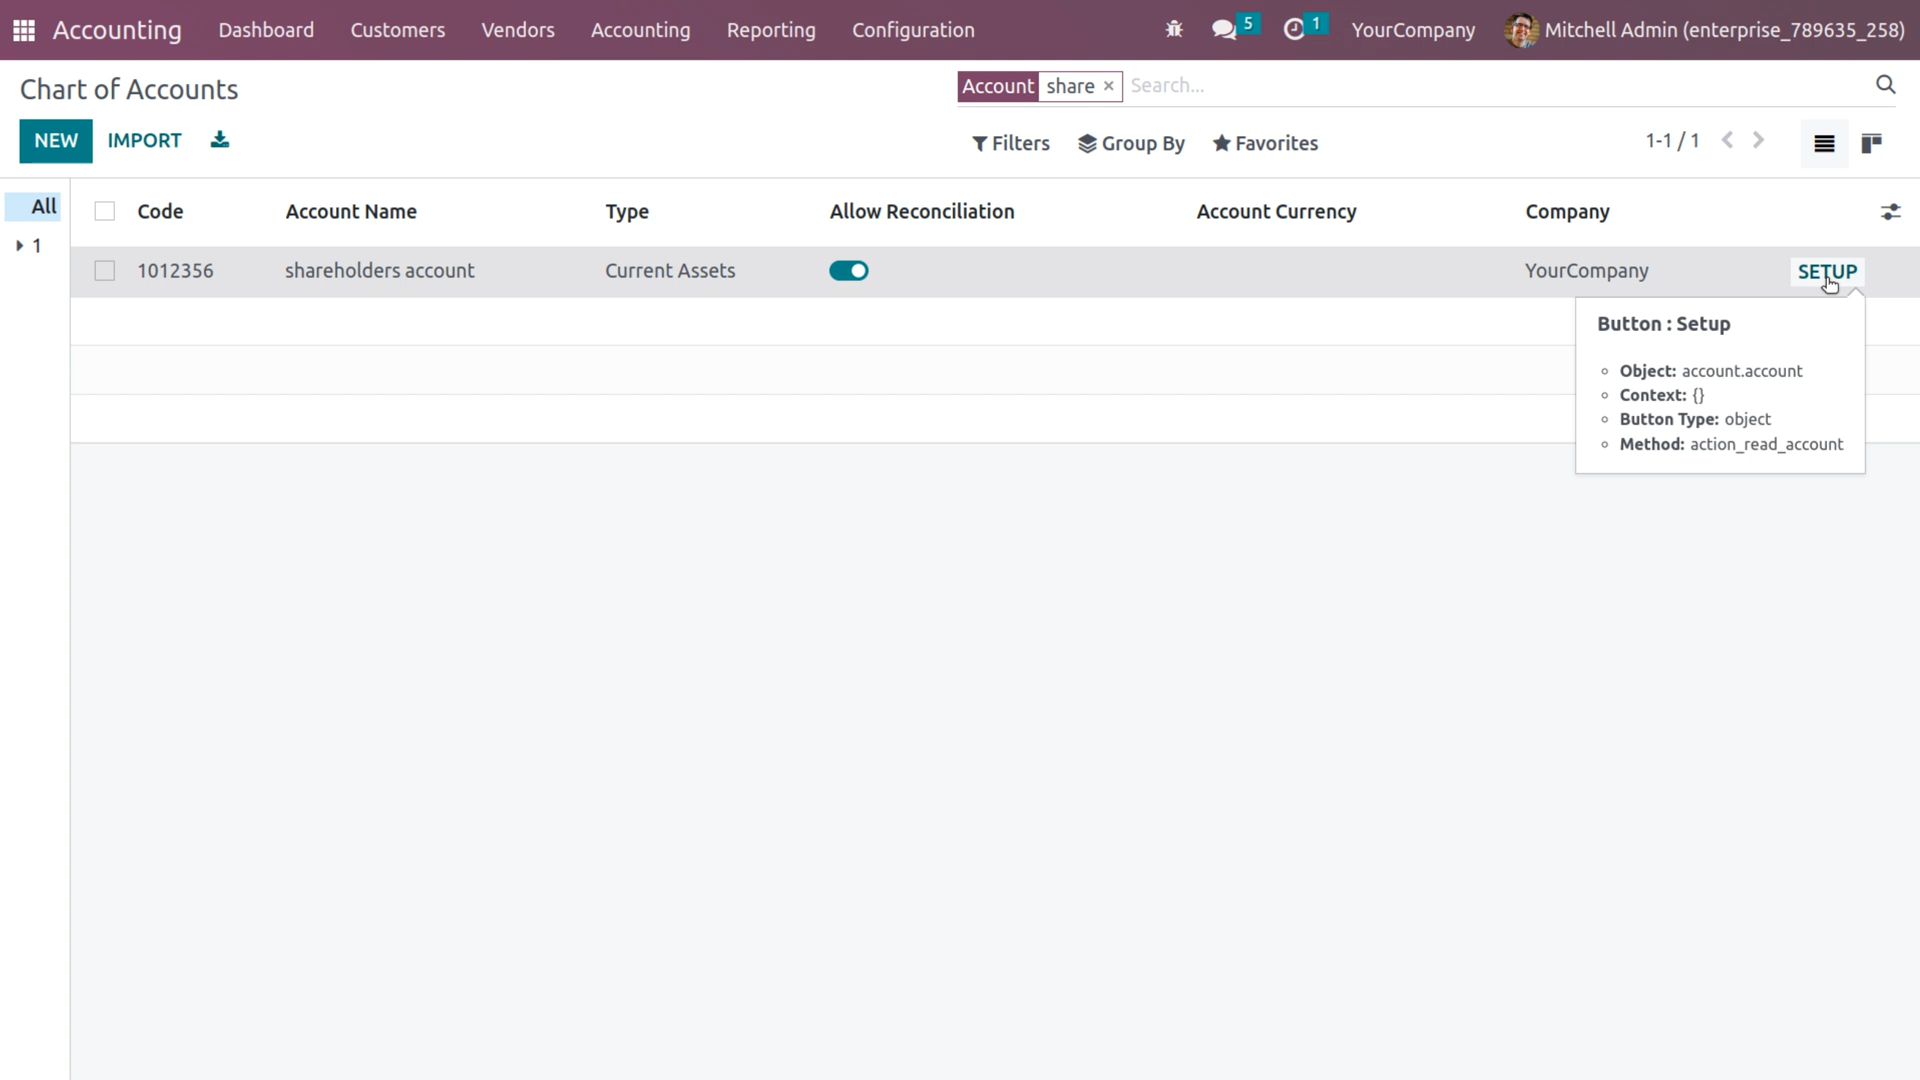 Accounting Dashboard Customers Vendors Accounting Reporting Configuration 5 1 YourCompany Mitchell Admin (enterprise_789635_258)
Chart of Accounts Account share × Search...
NEW IMPORT Filters Group By Favorites 1-1 / 1
All Code Account Name Type Allow Reconciliation Account Currency Company
1
1012356 shareholders account Current Assets YourCompany SETUP
Button : Setup
Object: account.account
Context: {}
Button Type: object
Method: action_read_account